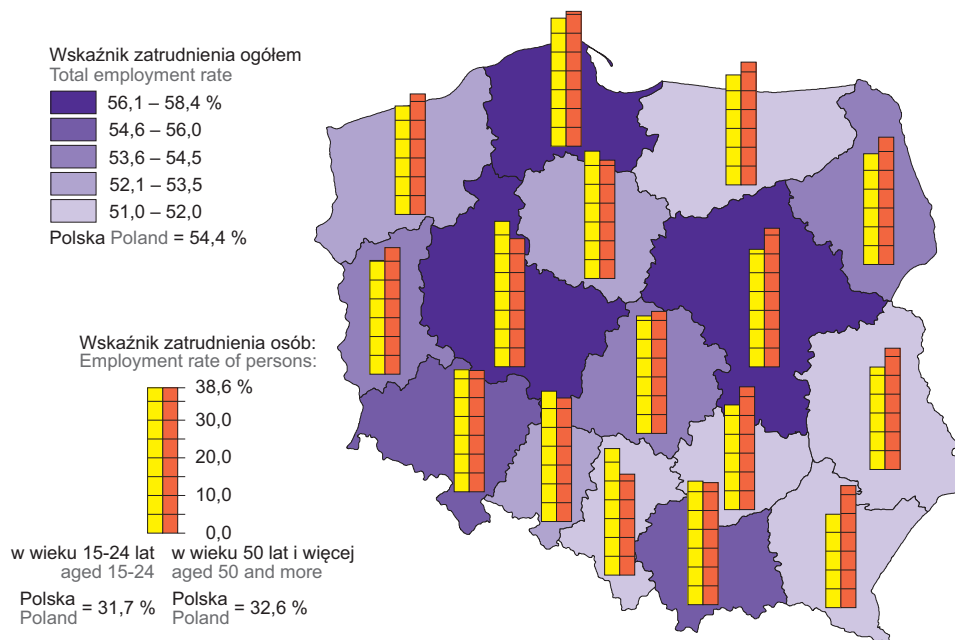 Wskaźnik zatrudnienia ogółem
Total employment rate
56,1 – 58,4 %
54,6 – 56,0
53,6 – 54,5
52,1 – 53,5
51,0 – 52,0
Polska Poland = 54,4 %
Wskaźnik zatrudnienia osób:
Employment rate of persons:
38,6 %
30,0
20,0
10,0
0,0
w wieku 15-24 lat
aged 15-24
w wieku 50 lat i więcej
aged 50 and more
Polska
Poland = 31,7 %
Polska
Poland = 32,6 %